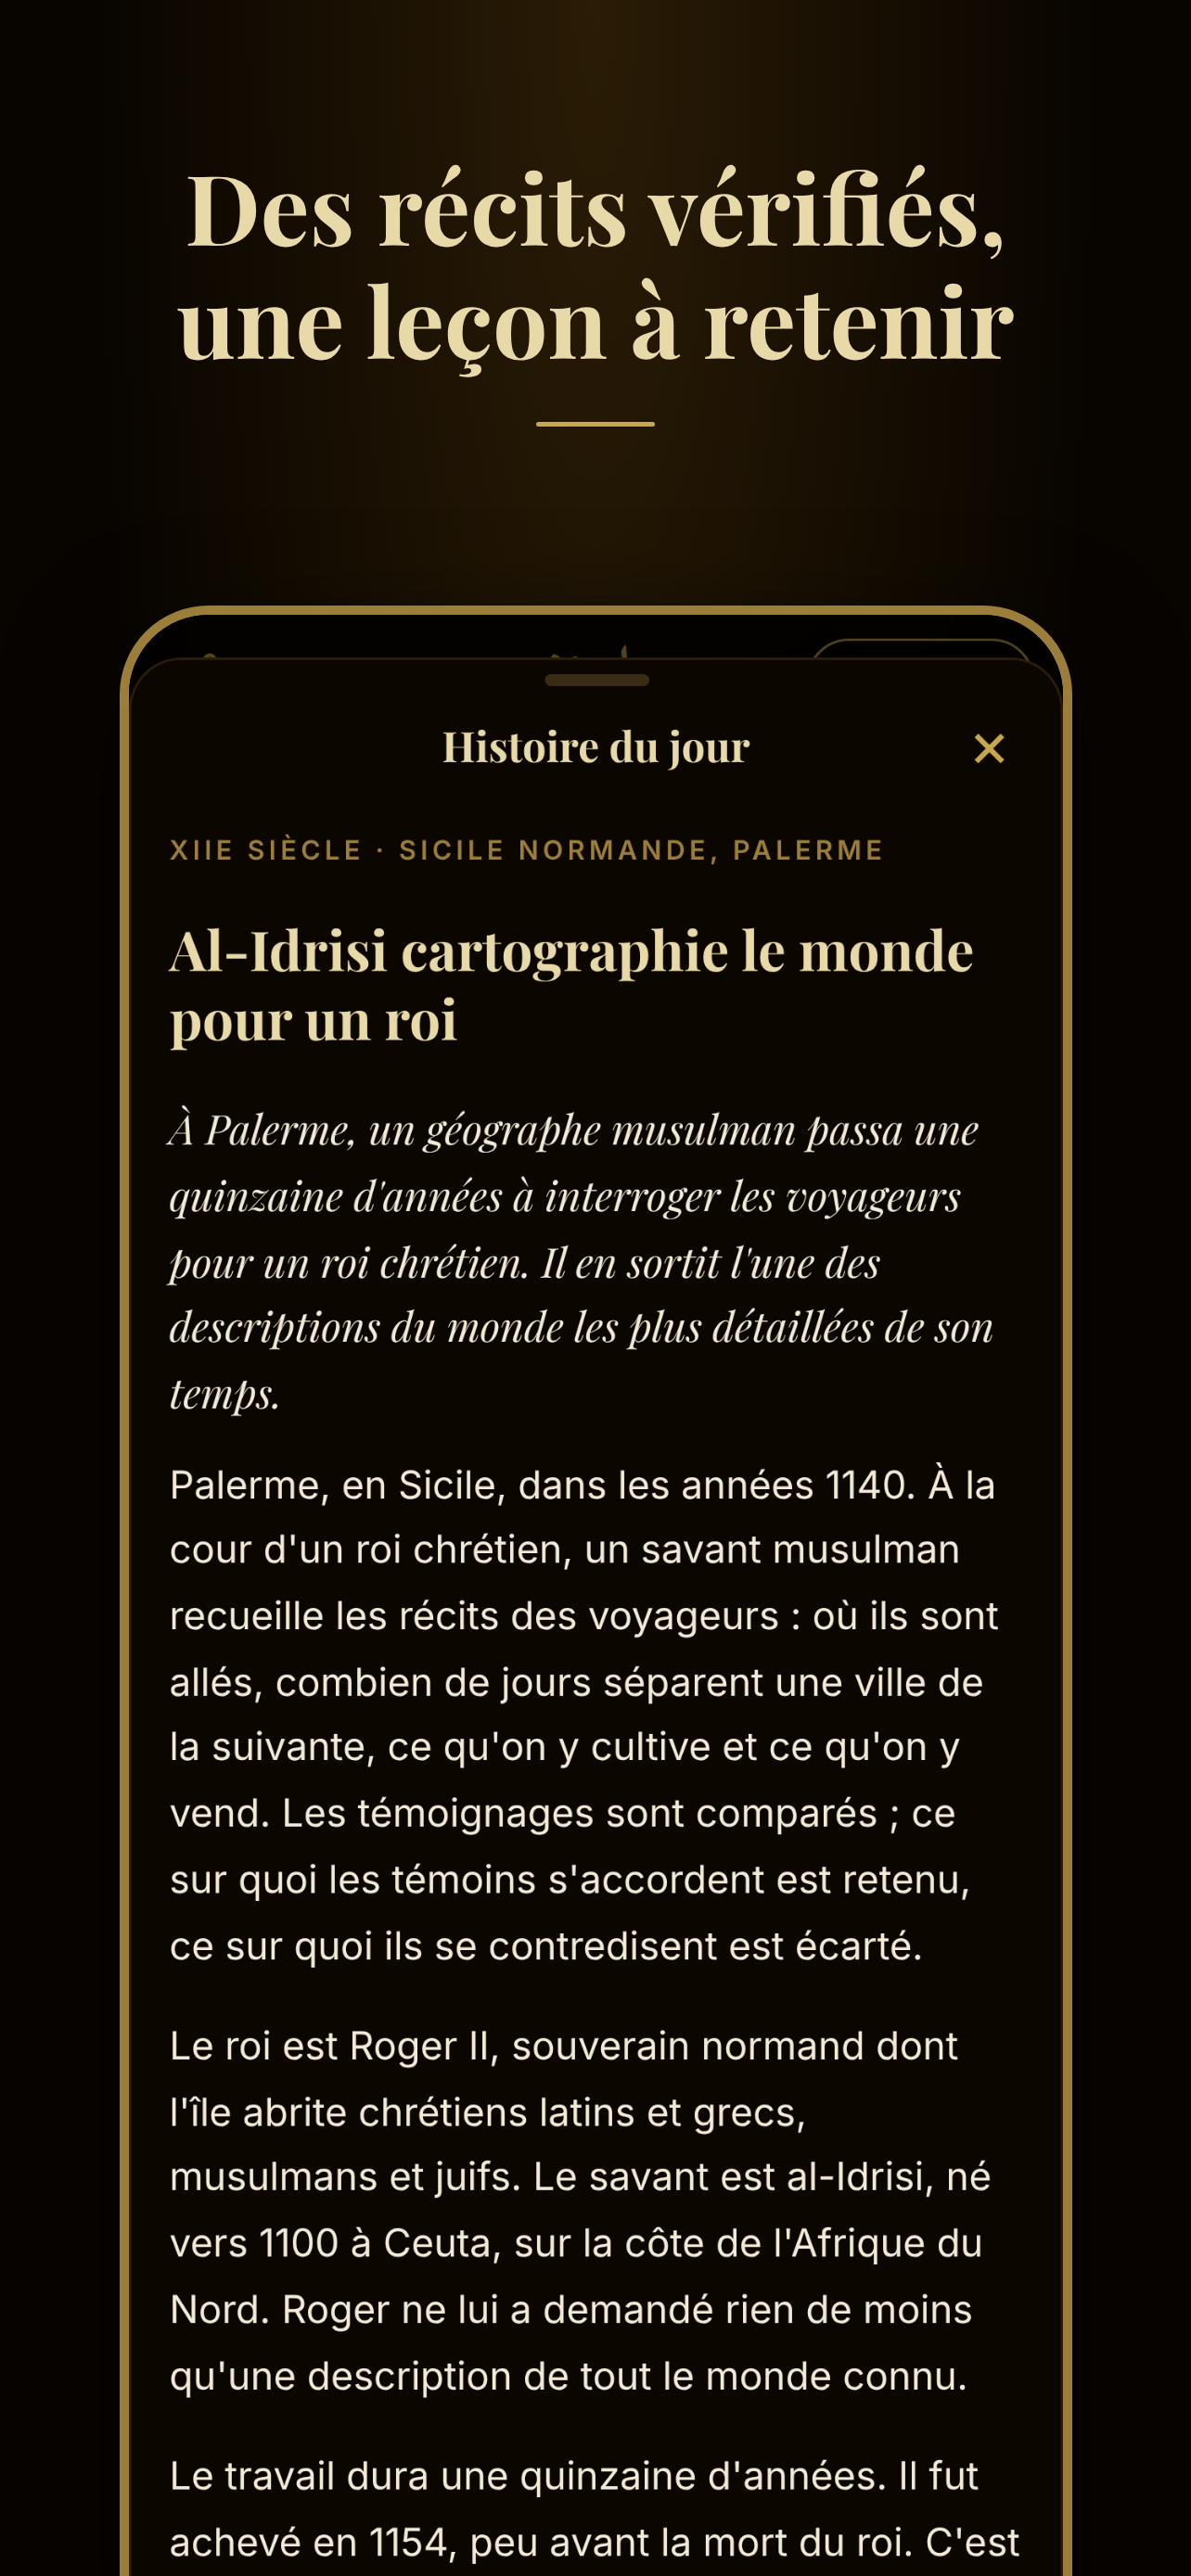 Des récits vérifiés,
une leçon à retenir
Histoire du jour
XIIE SIÈCLE · SICILE NORMANDE, PALERME
Al-Idrisi cartographie le monde
pour un roi
À Palerme, un géographe musulman passa une
quinzaine d'années à interroger les voyageurs
pour un roi chrétien. Il en sortit l'une des
descriptions du monde les plus détaillées de son
temps.
Palerme, en Sicile, dans les années 1140. À la
cour d'un roi chrétien, un savant musulman
recueille les récits des voyageurs : où ils sont
allés, combien de jours séparent une ville de
la suivante, ce qu'on y cultive et ce qu'on y
vend. Les témoignages sont comparés ; ce
sur quoi les témoins s'accordent est retenu,
ce sur quoi ils se contredisent est écarté.
Le roi est Roger II, souverain normand dont
l'île abrite chrétiens latins et grecs,
musulmans et juifs. Le savant est al-Idrisi, né
vers 1100 à Ceuta, sur la côte de l'Afrique du
Nord. Roger ne lui a demandé rien de moins
qu'une description de tout le monde connu.
Le travail dura une quinzaine d'années. Il fut
achevé en 1154, peu avant la mort du roi. C'est